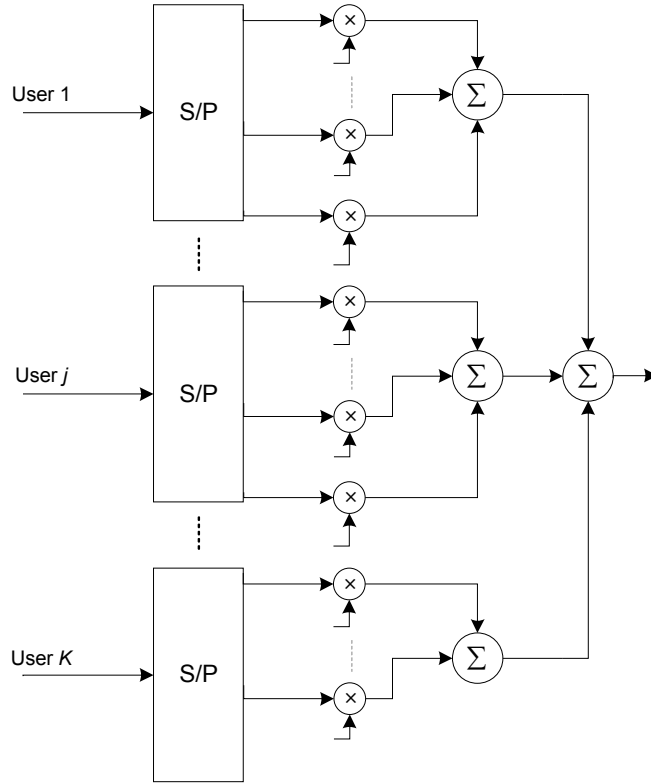 User 1
S/P
×
×
×
Σ
User j
S/P
×
×
×
Σ
Σ
User K
S/P
×
×
Σ